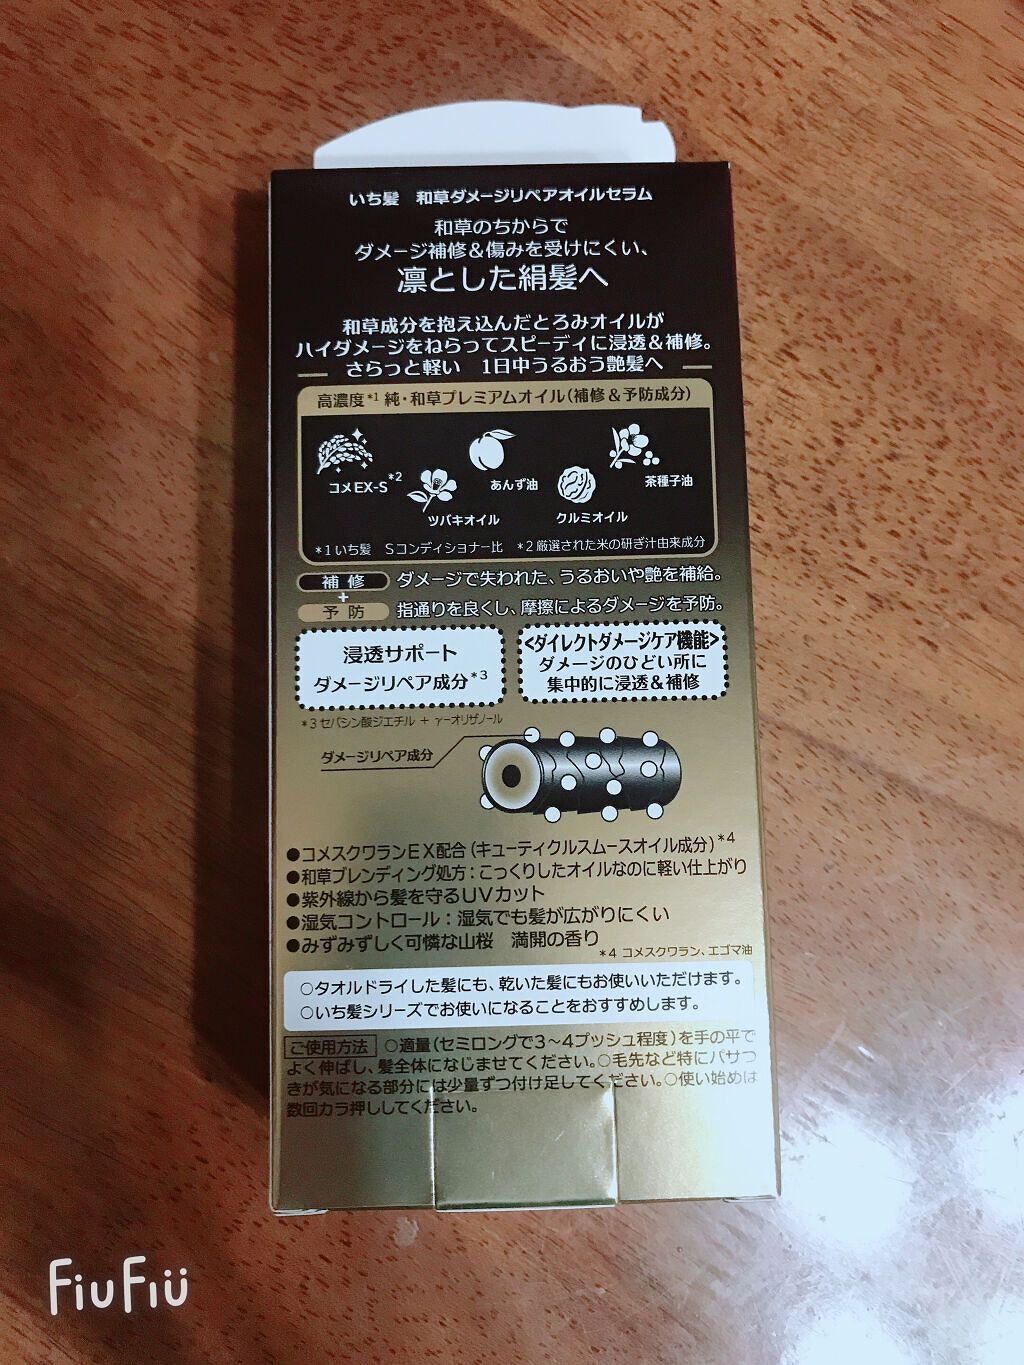 いち髪 和草ダメージリペアオイルセラム
和草のちからで
ダメージ補修&傷みを受けにくい、
凛とした絹髪へ
和草成分を抱え込んだとろみオイルが
ハイダメージをねらってスピーディに浸透&補修。
さらっと軽い 1日中うるおう艶髪へ
高濃度*1 純・和草プレミアムオイル(補修&予防成分)
コメEX-S*2
ツバキオイル
あんず油
クルミオイル
茶種子油
*1 いち髪 Sコンディショナー比 *2 厳選された米の研ぎ汁由来成分
補修 ダメージで失われた、うるおいや艶を補給。
+
予防 指通りを良くし、摩擦によるダメージを予防。
浸透サポート
ダメージリペア成分*3
<ダイレクトダメージケア機能>
ダメージのひどい所に
集中的に浸透&補修
*3 セバシン酸ジエチル + γーオリザノール
ダメージリペア成分
●コメスクワランEX配合(キューティクルスムースオイル成分)*4
●和草ブレンディング処方:こっくりしたオイルなのに軽い仕上がり
●紫外線から髪を守るUVカット
●湿気コントロール:湿気でも髪が広がりにくい
●みずみずしく可憐な山桜 満開の香り
*4 コメスクワラン、エゴマ油
○タオルドライした髪にも、乾いた髪にもお使いいただけます。
○いち髪シリーズでお使いになることをおすすめします。
ご使用方法 ○適量(セミロングで3〜4プッシュ程度)を手の平で
よく伸ばし、髪全体になじませてください。○毛先など特にパサつ
きが気になる部分には少量ずつ付け足してください。○使い始めは
数回カラ押ししてください。
FiuFiü